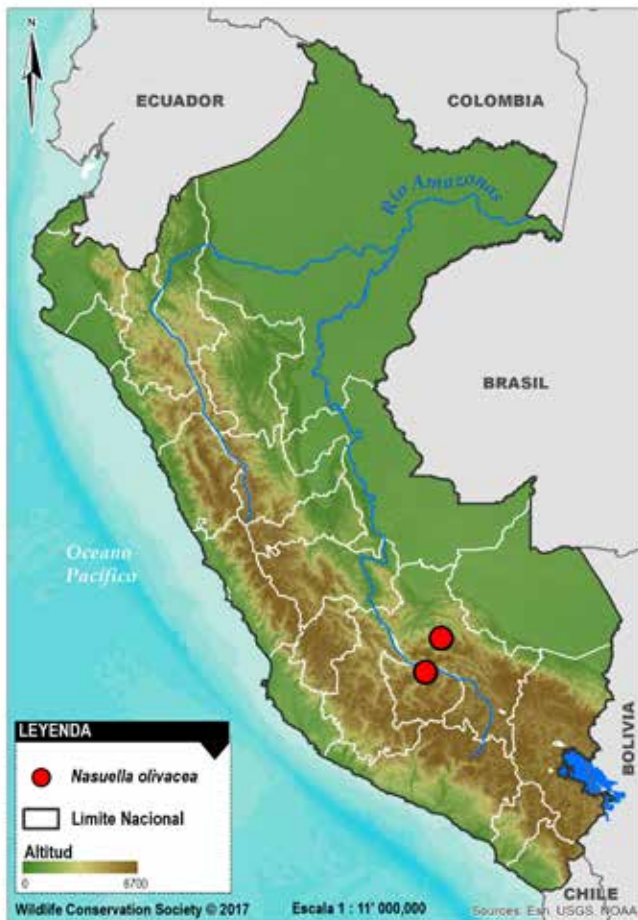 N
ECUADOR
COLOMBIA
Río Amazonas
BRASIL
Oceano
Pacífico
BOLIVIA
LEYENDA
Nasuella olivacea
Limite Nacional
Altitud
0 6700
CHILE
Wildlife Conservation Society © 2017 Escala 1 : 11' 000,000 Sources: Esri, USGS, NOAA